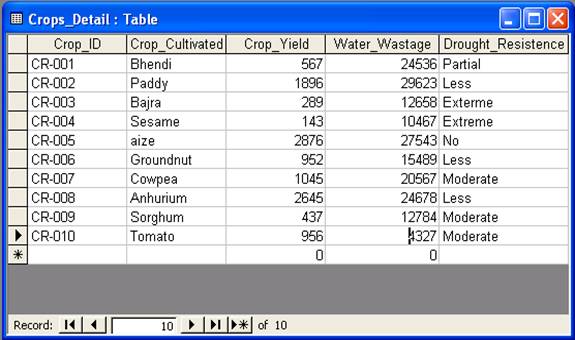 Crops_Detail : Table
Crop_ID Crop_Cultivated Crop_Yield Water_Wastage Drought_Resistence
CR-001 Bhendi 567 24536 Partial
CR-002 Paddy 1896 29623 Less
CR-003 Bajra 289 12658 Exterme
CR-004 Sesame 143 10467 Extreme
CR-005 aize 2876 27543 No
CR-006 Groundnut 952 15489 Less
CR-007 Cowpea 1045 20567 Moderate
CR-008 Anhurium 2645 24678 Less
CR-009 Sorghum 437 12784 Moderate
CR-010 Tomato 956 4327 Moderate
0 0
Record: 10 of 10